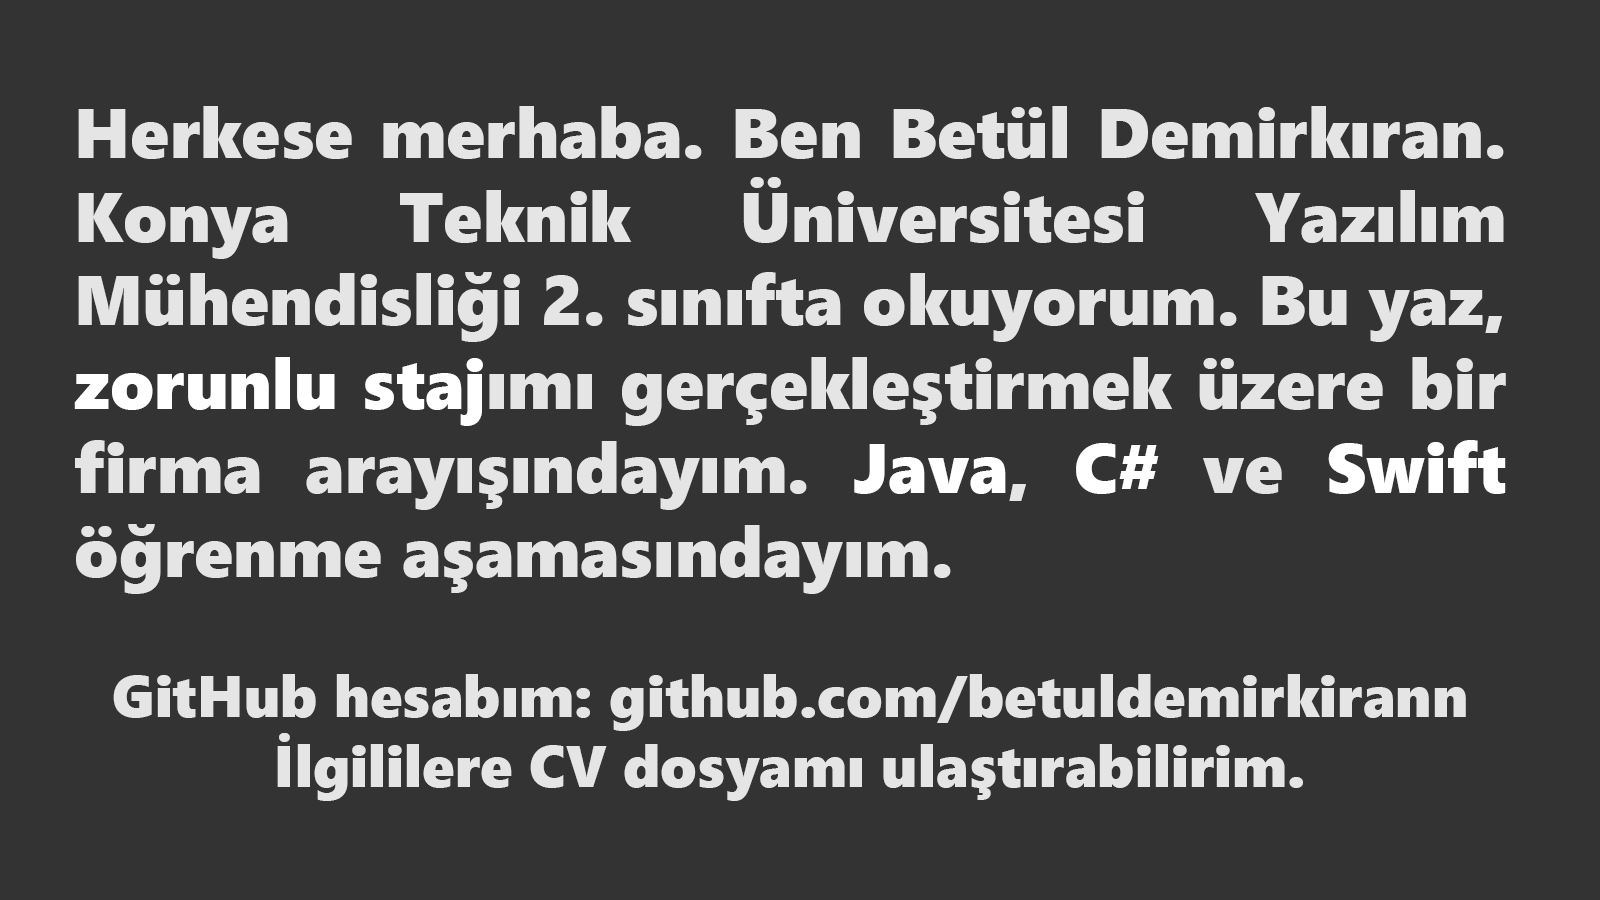 Herkese merhaba. Ben Betül Demirkıran.
Konya Teknik Üniversitesi Yazılım
Mühendisliği 2. sınıfta okuyorum. Bu yaz,
zorunlu stajımı gerçekleştirmek üzere bir
firma arayışındayım. Java, C# ve Swift
öğrenme aşamasındayım.
GitHub hesabım: github.com/betuldemirkirann
İlgililere CV dosyamı ulaştırabilirim.